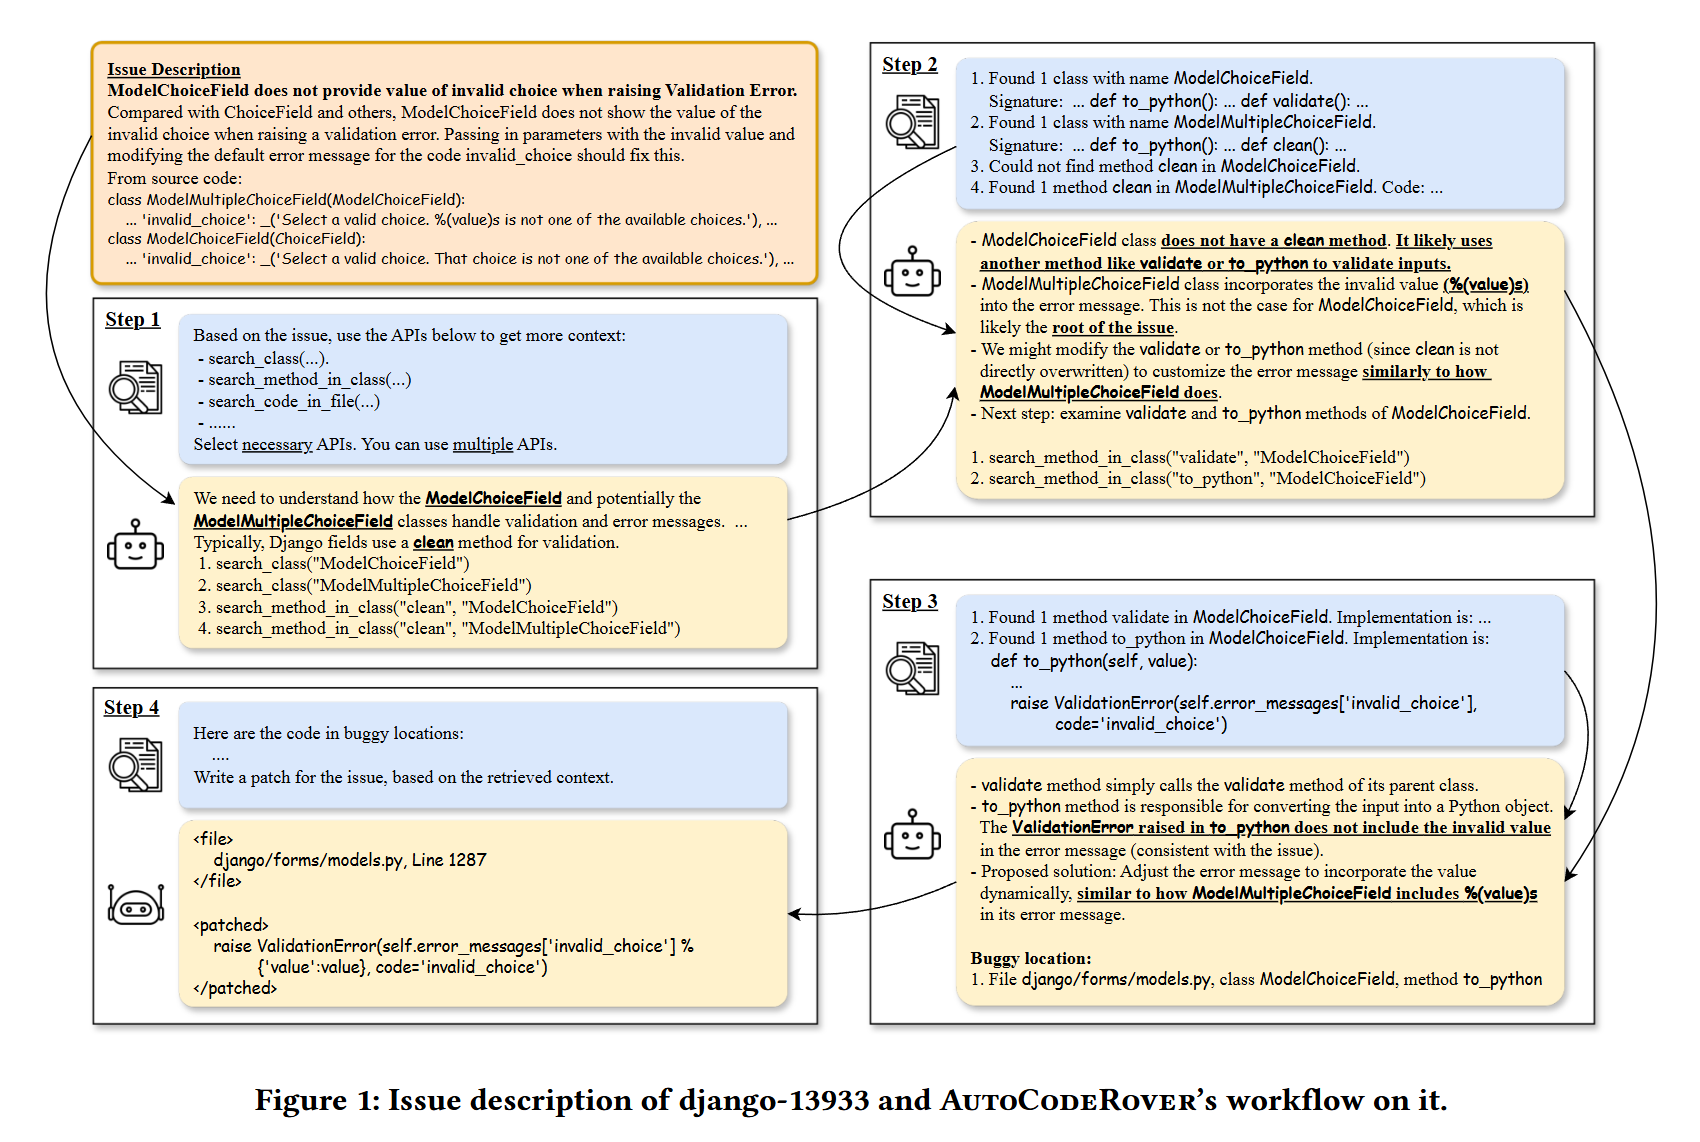 Issue Description
ModelChoiceField does not provide value of invalid choice when raising Validation Error.
Compared with ChoiceField and others, ModelChoiceField does not show the value of the
invalid choice when raising a validation error. Passing in parameters with the invalid value and
modifying the default error message for the code invalid_choice should fix this.
From source code:
class ModelMultipleChoiceField(ModelChoiceField):
... 'invalid_choice': _('Select a valid choice. %(value)s is not one of the available choices.'), ...
class ModelChoiceField(ChoiceField):
... 'invalid_choice': _('Select a valid choice. That choice is not one of the available choices.'), ...
Step 1
Based on the issue, use the APIs below to get more context:
- search_class(...).
- search_method_in_class(...)
- search_code_in_file(...)
- ......
Select necessary APIs. You can use multiple APIs.
We need to understand how the ModelChoiceField and potentially the
ModelMultipleChoiceField classes handle validation and error messages. ...
Typically, Django fields use a clean method for validation.
1. search_class("ModelChoiceField")
2. search_class("ModelMultipleChoiceField")
3. search_method_in_class("clean", "ModelChoiceField")
4. search_method_in_class("clean", "ModelMultipleChoiceField")
Step 2
1. Found 1 class with name ModelChoiceField.
Signature: ... def to_python(): ... def validate(): ...
2. Found 1 class with name ModelMultipleChoiceField.
Signature: ... def to_python(): ... def clean(): ...
3. Could not find method clean in ModelChoiceField.
4. Found 1 method clean in ModelMultipleChoiceField. Code: ...
- ModelChoiceField class does not have a clean method. It likely uses
another method like validate or to_python to validate inputs.
- ModelMultipleChoiceField class incorporates the invalid value (%(value)s)
into the error message. This is not the case for ModelChoiceField, which is
likely the root of the issue.
- We might modify the validate or to_python method (since clean is not
directly overwritten) to customize the error message similarly to how
ModelMultipleChoiceField does.
- Next step: examine validate and to_python methods of ModelChoiceField.
1. search_method_in_class("validate", "ModelChoiceField")
2. search_method_in_class("to_python", "ModelChoiceField")
Step 3
1. Found 1 method validate in ModelChoiceField. Implementation is: ...
2. Found 1 method to_python in ModelChoiceField. Implementation is:
def to_python(self, value):
...
raise ValidationError(self.error_messages['invalid_choice'],
code='invalid_choice')
- validate method simply calls the validate method of its parent class.
- to_python method is responsible for converting the input into a Python object.
The ValidationError raised in to_python does not include the invalid value
in the error message (consistent with the issue).
- Proposed solution: Adjust the error message to incorporate the value
dynamically, similar to how ModelMultipleChoiceField includes %(value)s
in its error message.
Buggy location:
1. File django/forms/models.py, class ModelChoiceField, method to_python
Step 4
Here are the code in buggy locations:
....
Write a patch for the issue, based on the retrieved context.
<file>
django/forms/models.py, Line 1287
</file>
<patched>
raise ValidationError(self.error_messages['invalid_choice'] %
{'value':value}, code='invalid_choice')
</patched>
Figure 1: Issue description of django-13933 and AUTOCODEROVER's workflow on it.